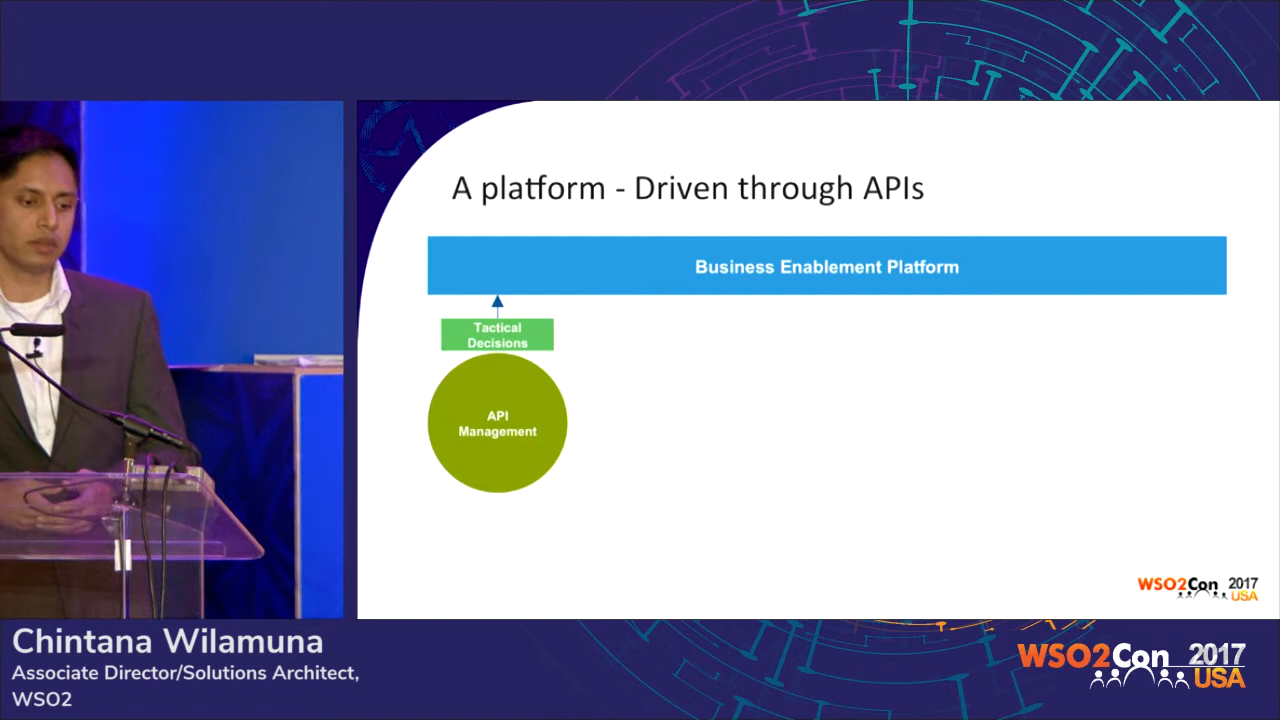 A platform - Driven through APIs
Business Enablement Platform
Tactical
Decisions
API
Management
WSO2Con 2017
USA
Chintana Wilamuna
Associate Director/Solutions Architect,
WSO2
WSO2Con 2017
USA